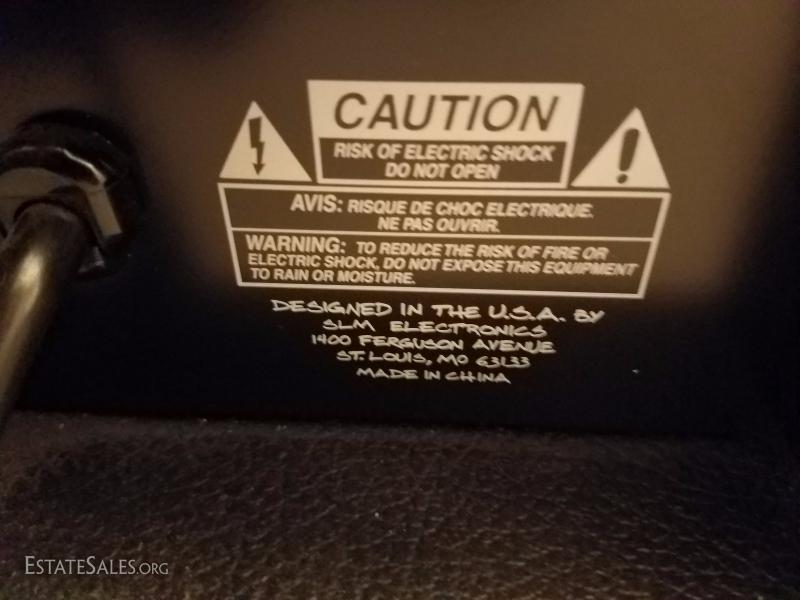 CAUTION
RISK OF ELECTRIC SHOCK
DO NOT OPEN
!
AVIS: RISQUE DE CHOC ELECTRIQUE.
NE PAS OUVRIR.
WARNING: TO REDUCE THE RISK OF FIRE OR
ELECTRIC SHOCK, DO NOT EXPOSE THIS EQUIPMENT
TO RAIN OR MOISTURE.
DESIGNED IN THE U.S.A. BY
SLM ELECTRONICS
1400 FERGUSON AVENUE
ST. LOUIS, MO 63133
MADE IN CHINA
ESTATESALES.ORG